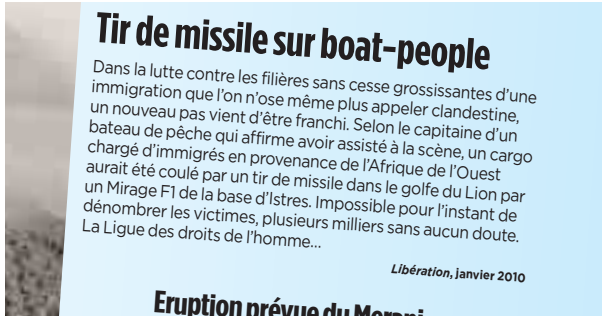 Tir de missile sur boat-people
Dans la lutte contre les filières sans cesse grossissantes d'une
immigration que l'on n'ose même plus appeler clandestine,
un nouveau pas vient d'être franchi. Selon le capitaine d'un
bateau de pêche qui affirme avoir assisté à la scène, un cargo
chargé d'immigrés en provenance de l'Afrique de l'Ouest
aurait été coulé par un tir de missile dans le golfe du Lion par
un Mirage F1 de la base d'Istres. Impossible pour l'instant de
dénombrer les victimes, plusieurs milliers sans aucun doute.
La Ligue des droits de l'homme...
Libération, janvier 2010
Eruption prévue du